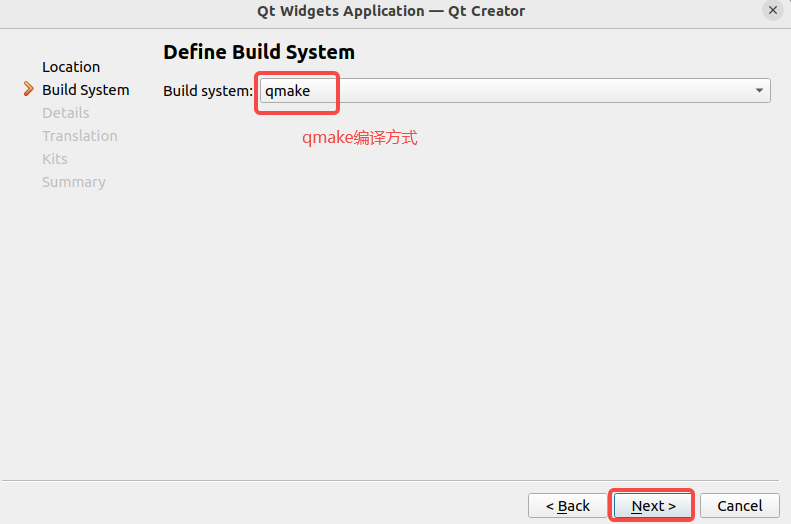 Qt Widgets Application — Qt Creator
Define Build System
Location
Build System
Details
Translation
Kits
Summary
Build system:
qmake
qmake编译方式
< Back
Next >
Cancel